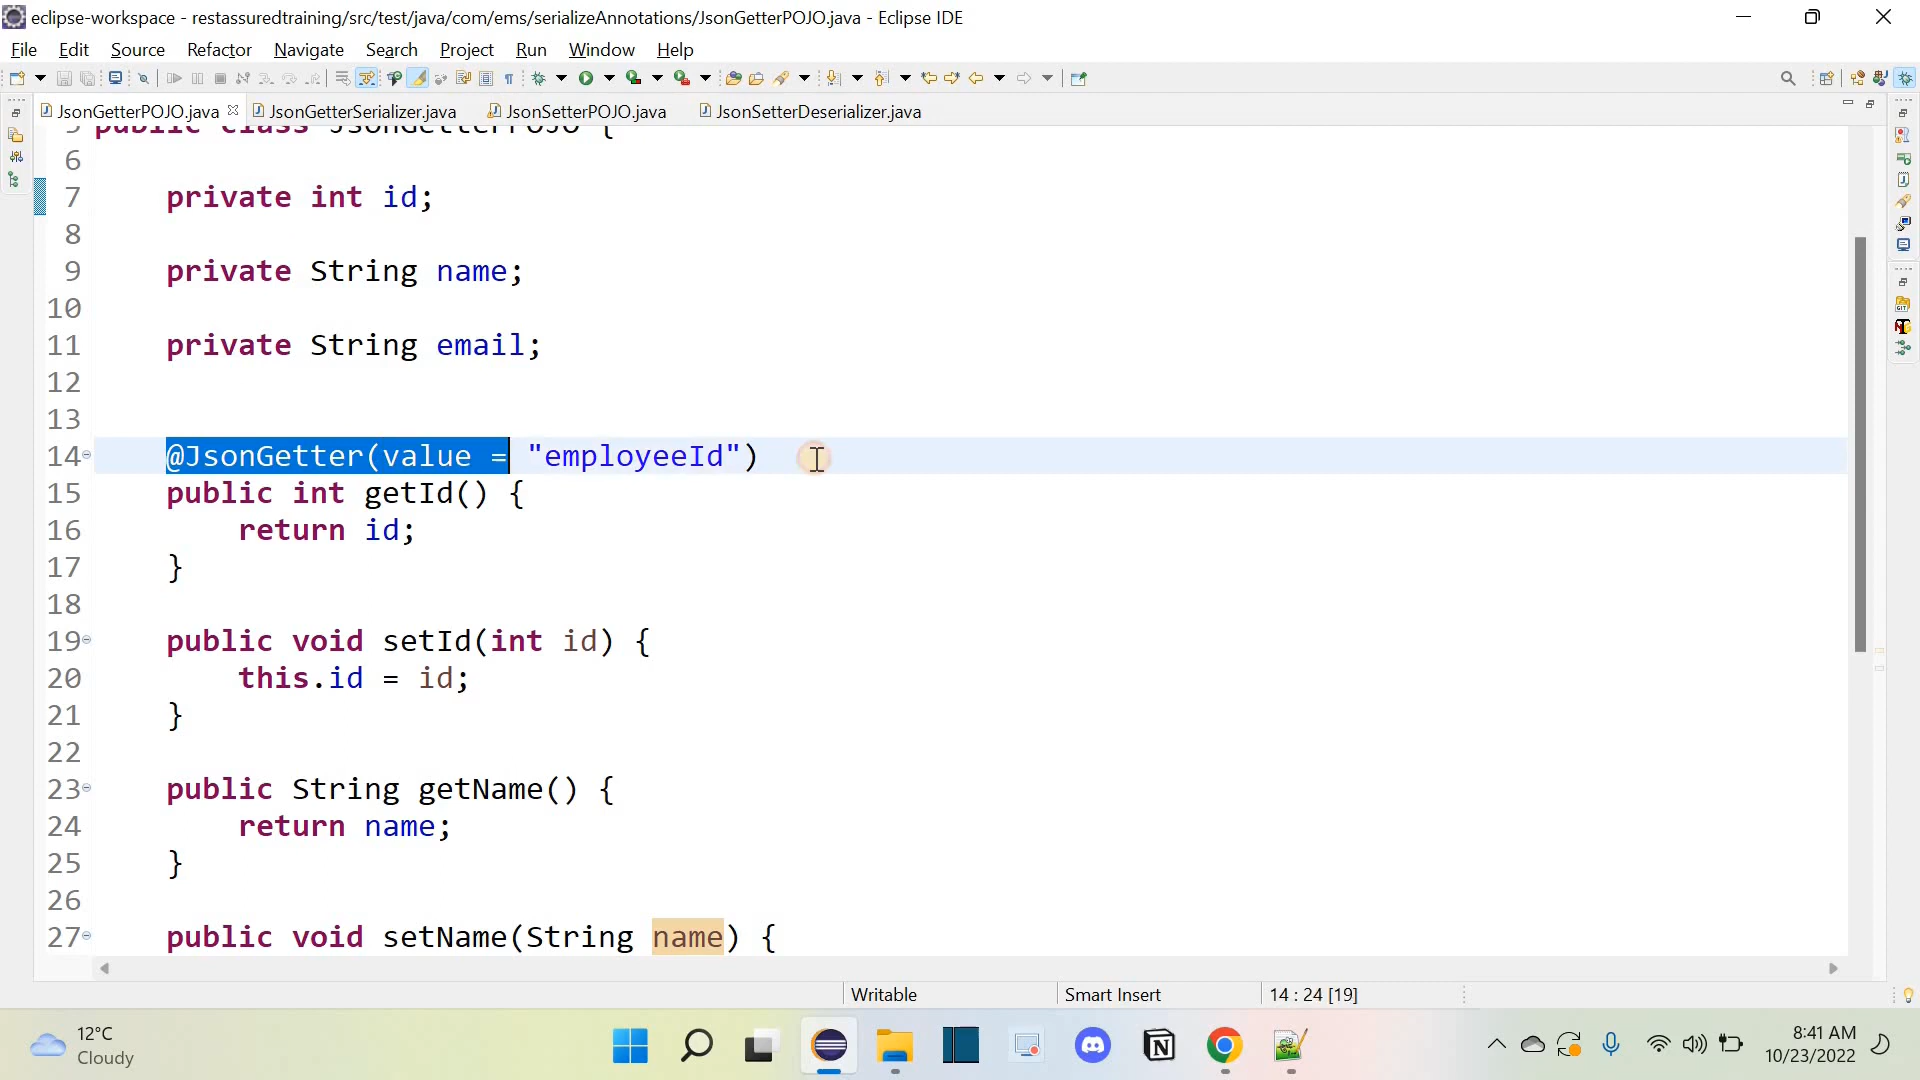 eclipse-workspace - restassuredtraining/src/test/java/com/ems/serializeAnnotations/JsonGetterPOJO.java - Eclipse IDE
File Edit Source Refactor Navigate Search Project Run Window Help
JsonGetterPOJO.java JsonGetterSerializer.java JsonSetterPOJO.java JsonSetterDeserializer.java
5 public class JsonGetterPOJO {
6
7 private int id;
8
9 private String name;
10
11 private String email;
12
13
14 @JsonGetter(value = "employeeId")
15 public int getId() {
16 return id;
17 }
18
19 public void setId(int id) {
20 this.id = id;
21 }
22
23 public String getName() {
24 return name;
25 }
26
27 public void setName(String name) {
Writable Smart Insert 14 : 24 [19]
12°C
Cloudy
8:41 AM
10/23/2022